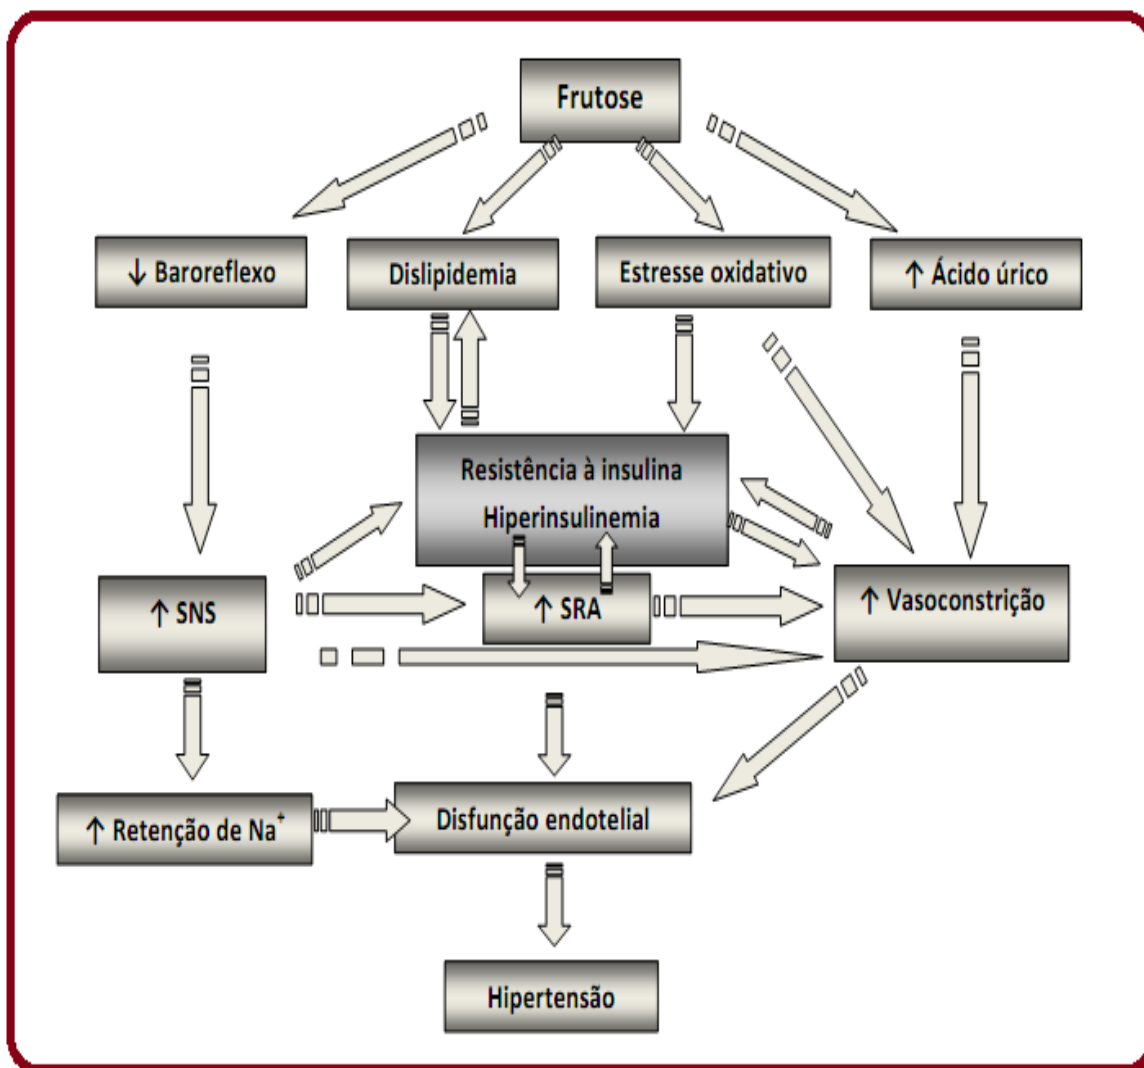 Frutose
↓ Baroreflexo
Dislipidemia
Estresse oxidativo
↑ Ácido úrico
Resistência à insulina
Hiperinsulinemia
↑ SNS
↑ SRA
↑ Vasoconstrição
↑ Retenção de Na⁺
Disfunção endotelial
Hipertensão